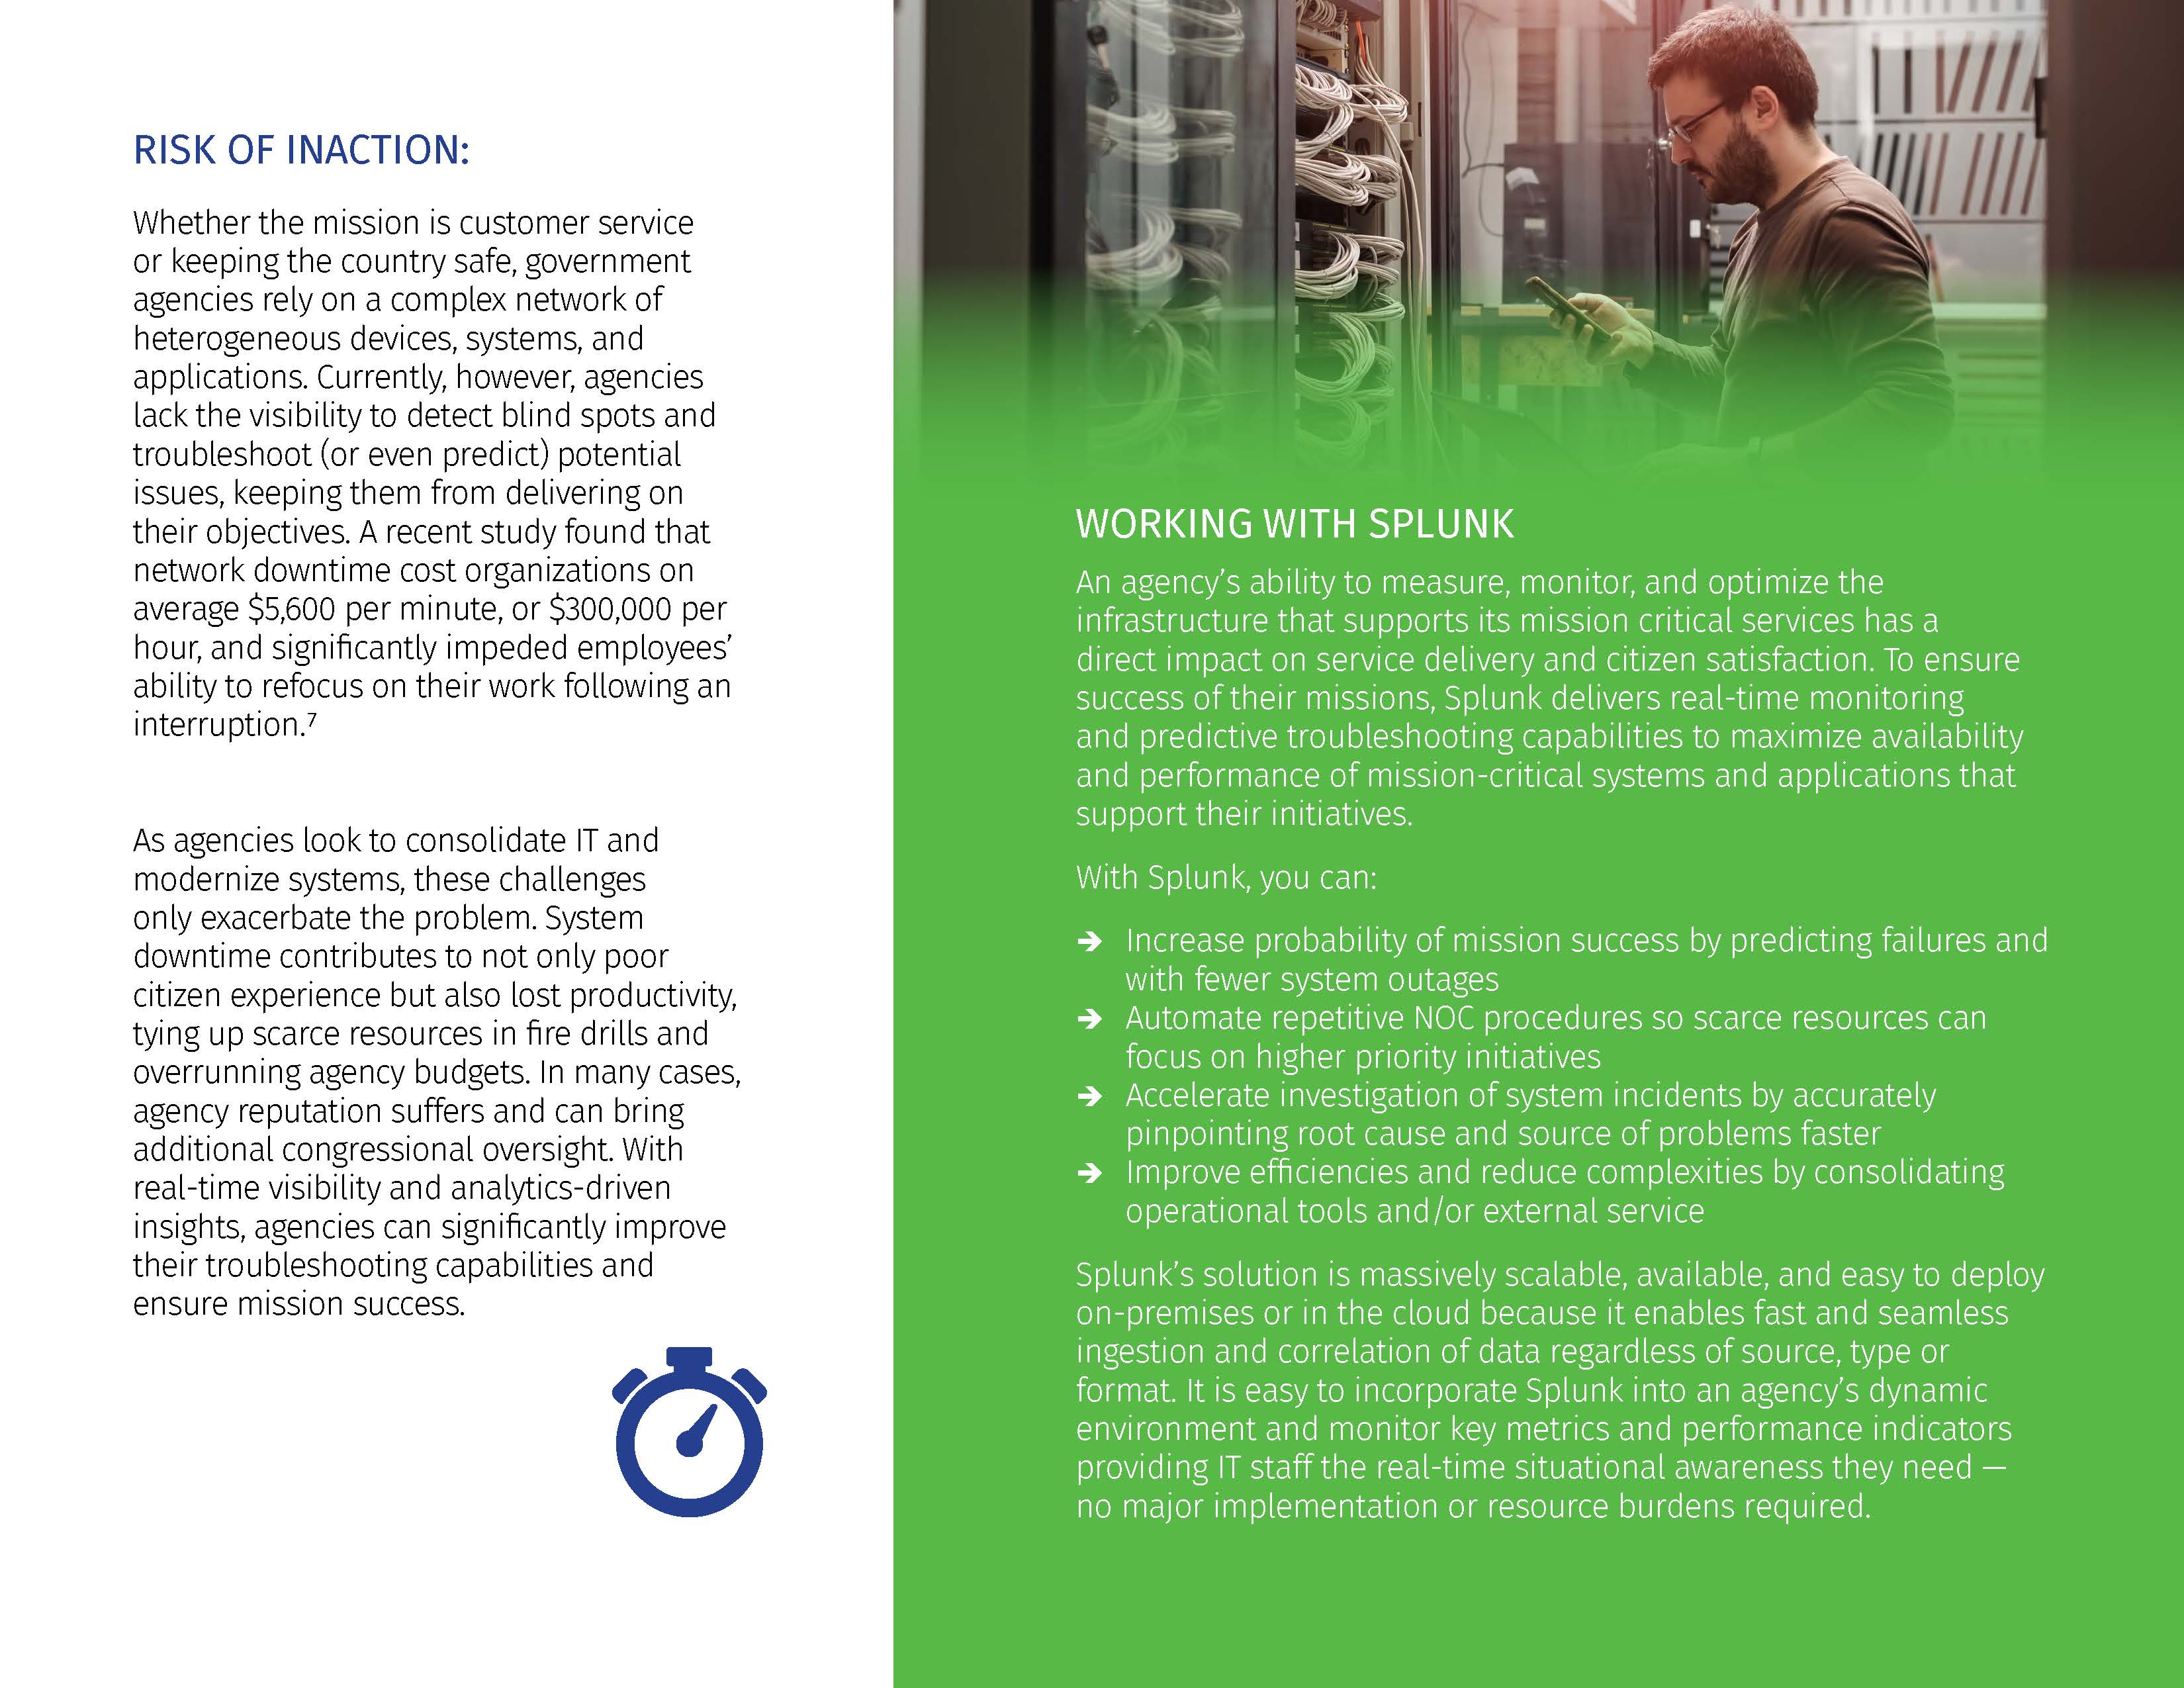 RISK OF INACTION:
Whether the mission is customer service
or keeping the country safe, government
agencies rely on a complex network of
heterogeneous devices, systems, and
applications. Currently, however, agencies
lack the visibility to detect blind spots and
troubleshoot (or even predict) potential
issues, keeping them from delivering on
their objectives. A recent study found that
network downtime cost organizations on
average $5,600 per minute, or $300,000 per
hour, and significantly impeded employees’
ability to refocus on their work following an
interruption.⁷
As agencies look to consolidate IT and
modernize systems, these challenges
only exacerbate the problem. System
downtime contributes to not only poor
citizen experience but also lost productivity,
tying up scarce resources in fire drills and
overrunning agency budgets. In many cases,
agency reputation suffers and can bring
additional congressional oversight. With
real-time visibility and analytics-driven
insights, agencies can significantly improve
their troubleshooting capabilities and
ensure mission success.
WORKING WITH SPLUNK
An agency’s ability to measure, monitor, and optimize the
infrastructure that supports its mission critical services has a
direct impact on service delivery and citizen satisfaction. To ensure
success of their missions, Splunk delivers real-time monitoring
and predictive troubleshooting capabilities to maximize availability
and performance of mission-critical systems and applications that
support their initiatives.
With Splunk, you can:
➔ Increase probability of mission success by predicting failures and
with fewer system outages
➔ Automate repetitive NOC procedures so scarce resources can
focus on higher priority initiatives
➔ Accelerate investigation of system incidents by accurately
pinpointing root cause and source of problems faster
➔ Improve efficiencies and reduce complexities by consolidating
operational tools and/or external service
Splunk’s solution is massively scalable, available, and easy to deploy
on-premises or in the cloud because it enables fast and seamless
ingestion and correlation of data regardless of source, type or
format. It is easy to incorporate Splunk into an agency’s dynamic
environment and monitor key metrics and performance indicators
providing IT staff the real-time situational awareness they need —
no major implementation or resource burdens required.